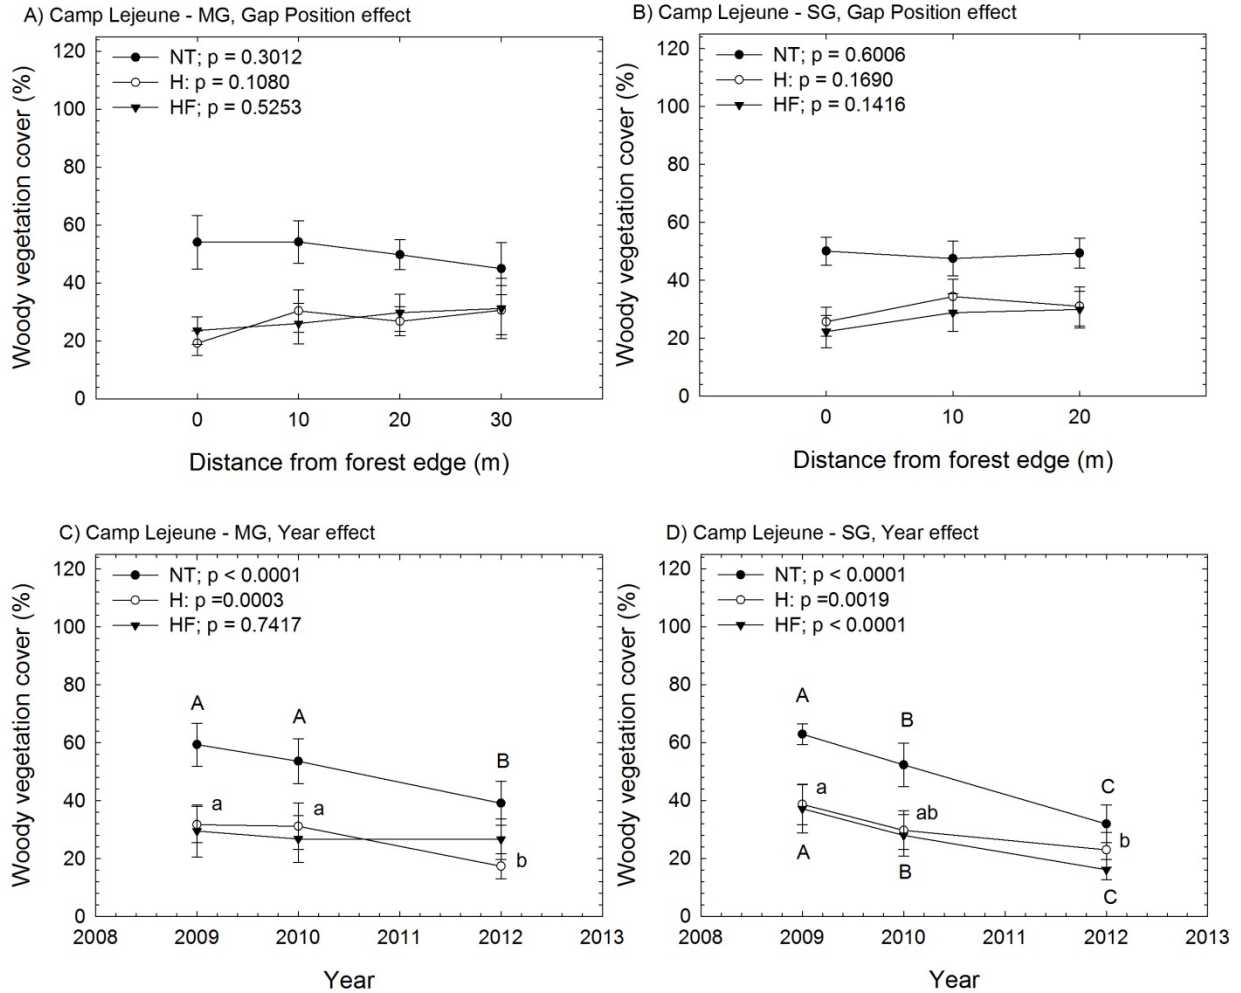 A) Camp Lejeune - MG, Gap Position effect
NT; p = 0.3012
H: p = 0.1080
HF; p = 0.5253
Woody vegetation cover (%)
120
100
80
60
40
20
0
0 10 20 30
Distance from forest edge (m)
B) Camp Lejeune - SG, Gap Position effect
NT; p = 0.6006
H: p = 0.1690
HF; p = 0.1416
Woody vegetation cover (%)
120
100
80
60
40
20
0
0 10 20
Distance from forest edge (m)
C) Camp Lejeune - MG, Year effect
NT; p < 0.0001
H: p =0.0003
HF; p = 0.7417
Woody vegetation cover (%)
120
100
80
60
40
20
0
A A B
a a b
2008 2009 2010 2011 2012 2013
Year
D) Camp Lejeune - SG, Year effect
NT; p < 0.0001
H: p =0.0019
HF; p < 0.0001
Woody vegetation cover (%)
120
100
80
60
40
20
0
A B C
a ab b
A B C
2008 2009 2010 2011 2012 2013
Year